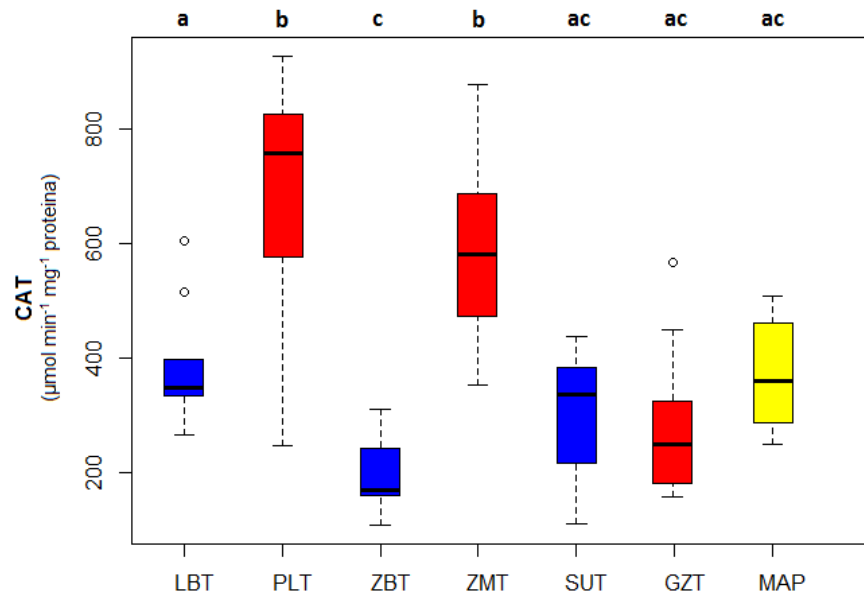 a b c b ac ac ac
800
600
400
200
CAT
(µmol min⁻¹ mg⁻¹ proteina)
LBT PLT ZBT ZMT SUT GZT MAP